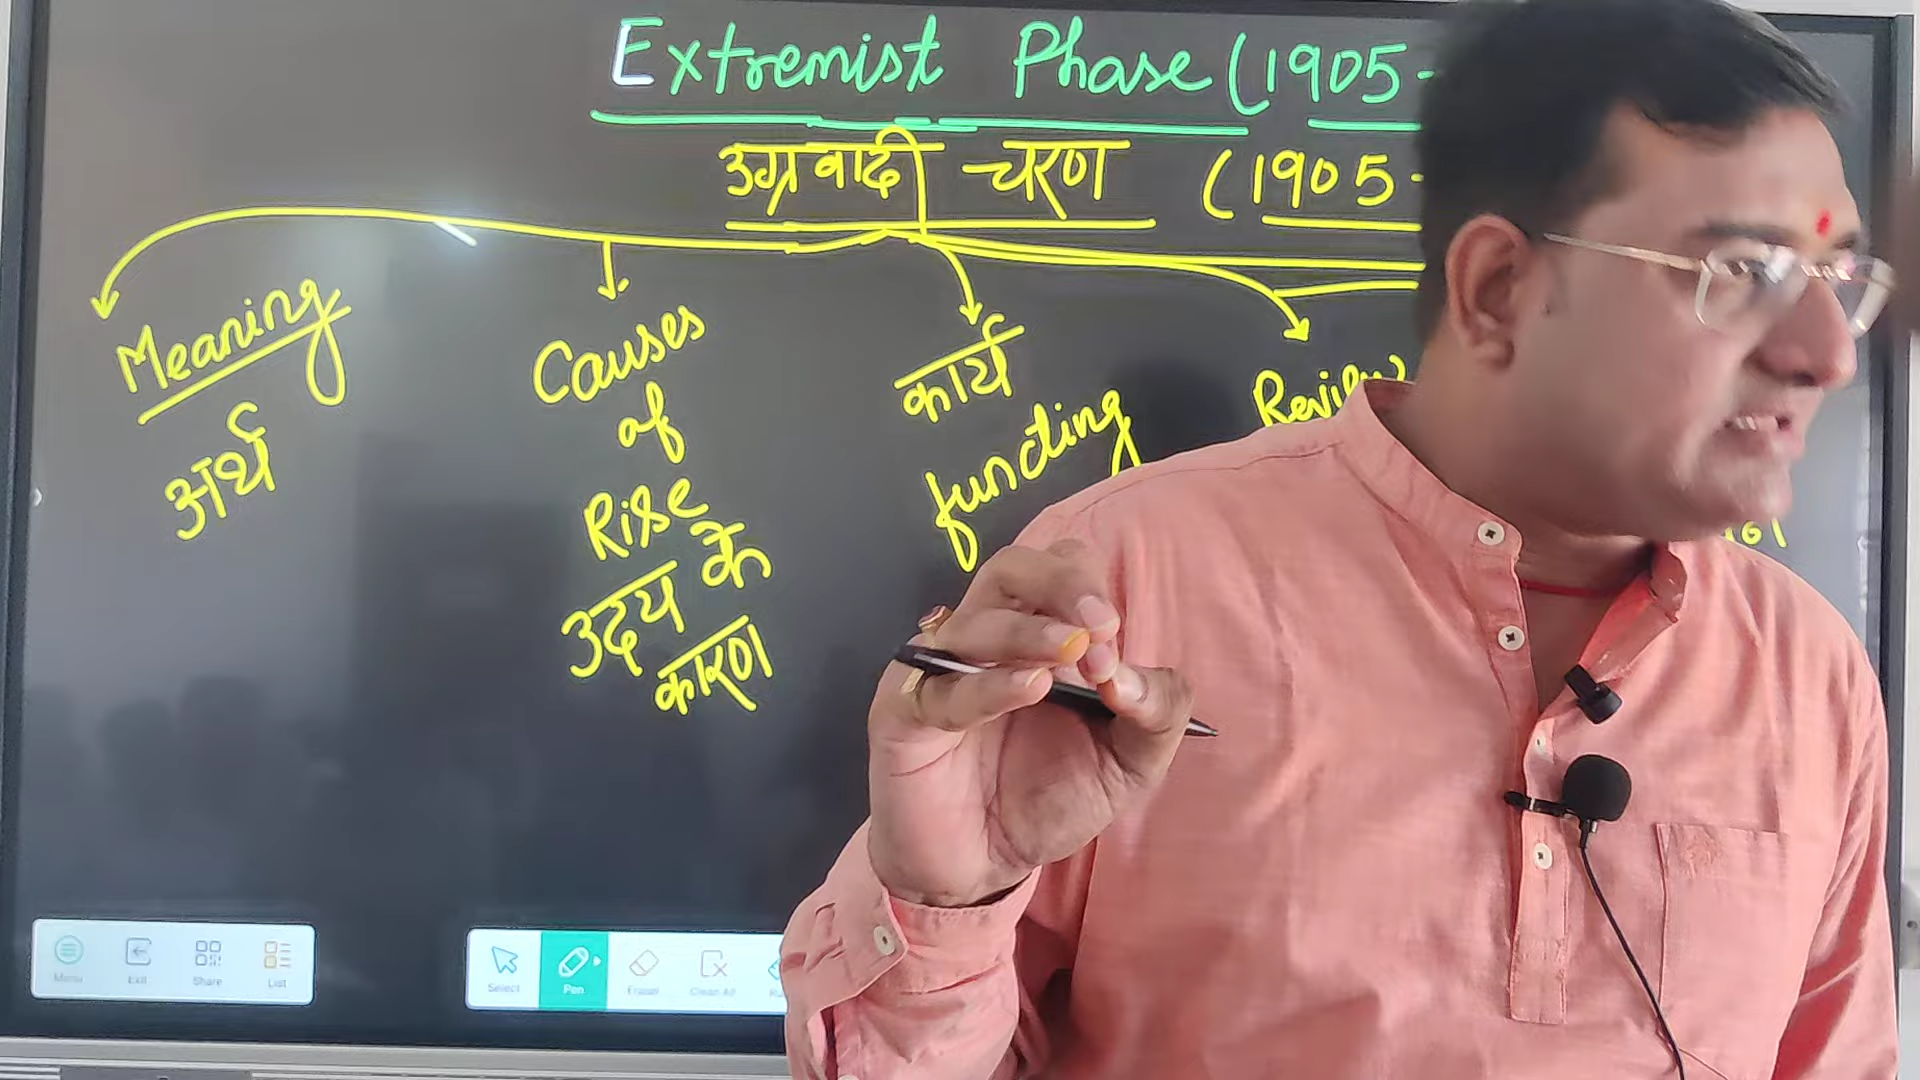 Extremist Phase (1905-
उग्रवादी चरण (1905-
Meaning
अर्थ
Causes
of
Rise
उदय के
कारण
कार्य
functing
Review
Menu
Exit
Share
List
Select
Pen
Eraser
Clean All